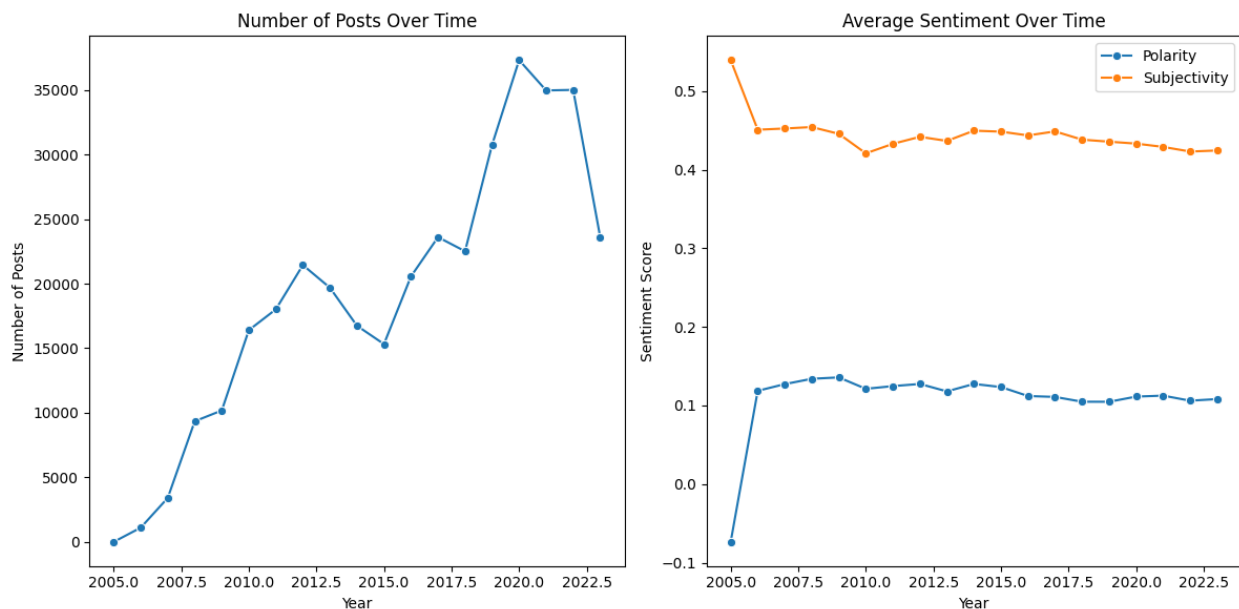 Number of Posts Over Time
Number of Posts
35000
30000
25000
20000
15000
10000
5000
0
2005.0 2007.5 2010.0 2012.5 2015.0 2017.5 2020.0 2022.5
Year
Average Sentiment Over Time
Polarity
Subjectivity
Sentiment Score
0.5
0.4
0.3
0.2
0.1
0.0
−0.1
2005.0 2007.5 2010.0 2012.5 2015.0 2017.5 2020.0 2022.5
Year